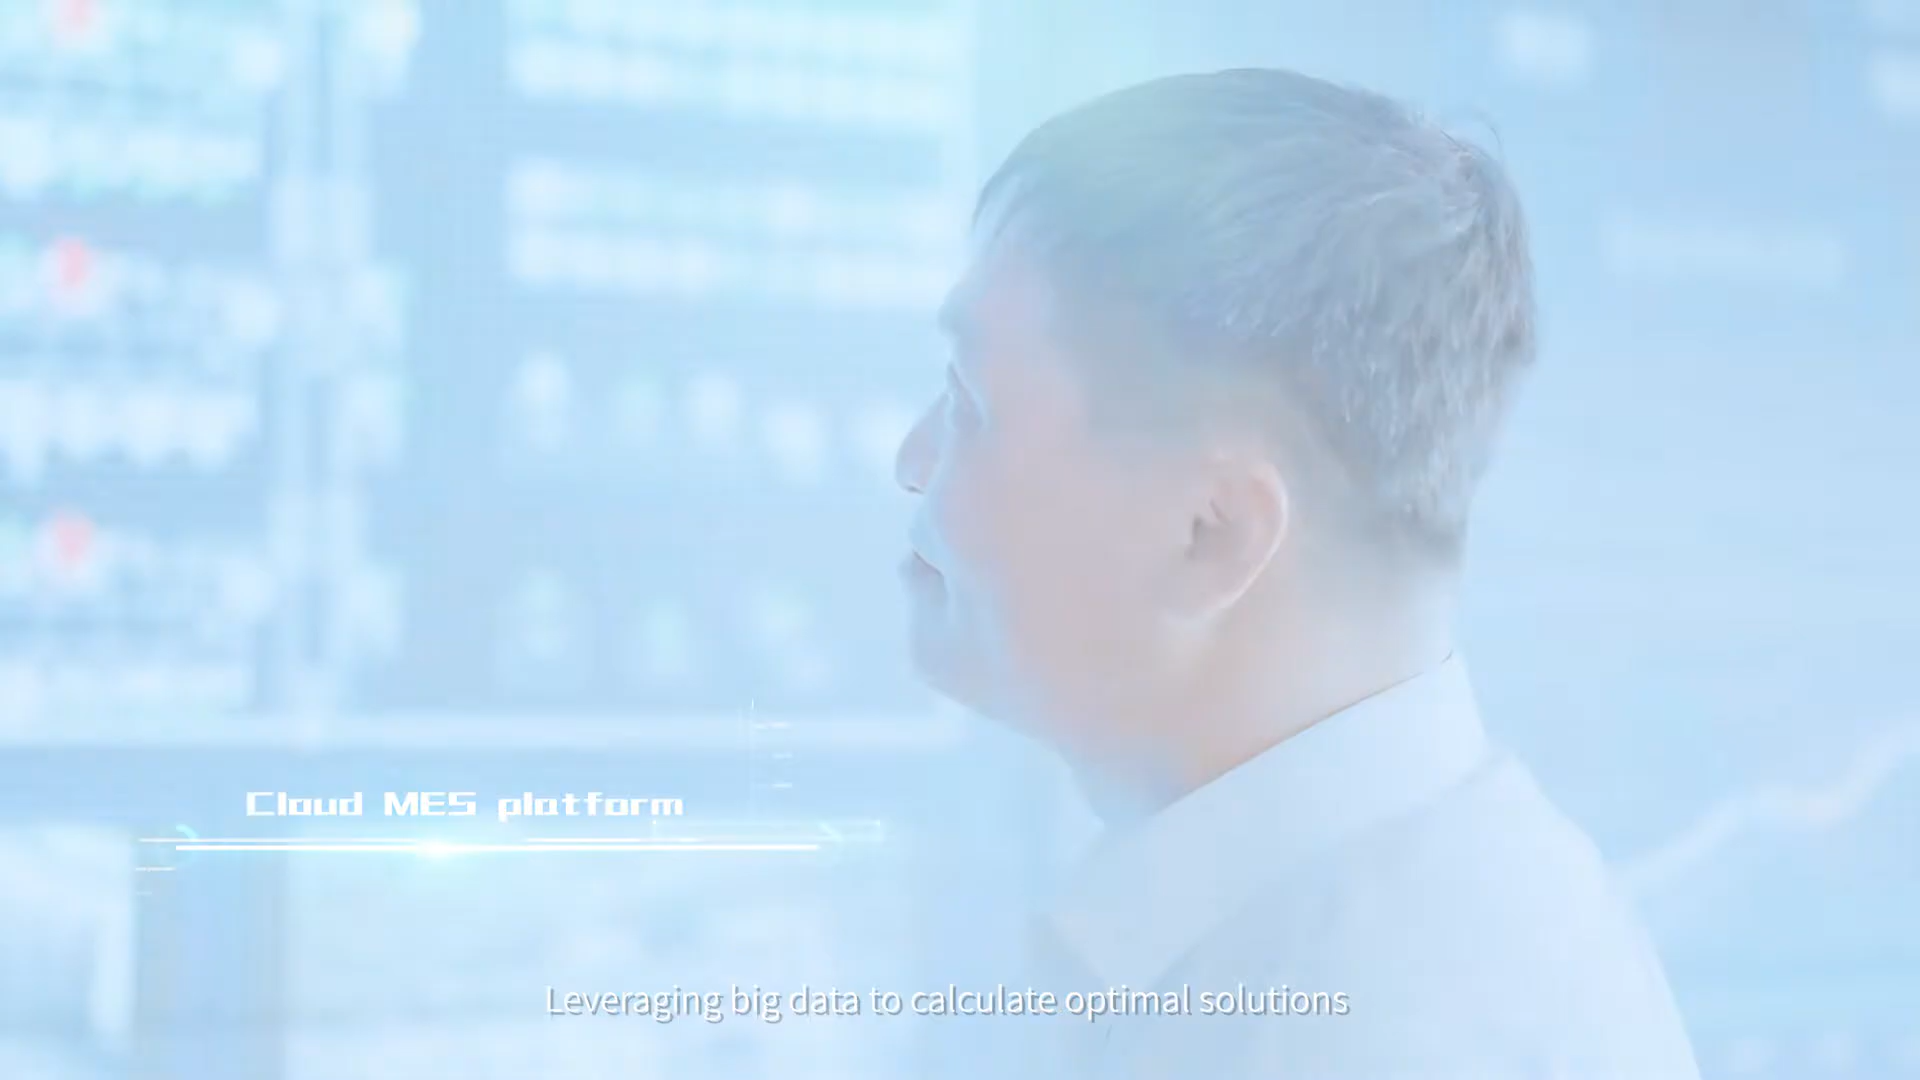 Cloud MES platform
Leveraging big data to calculate optimal solutions